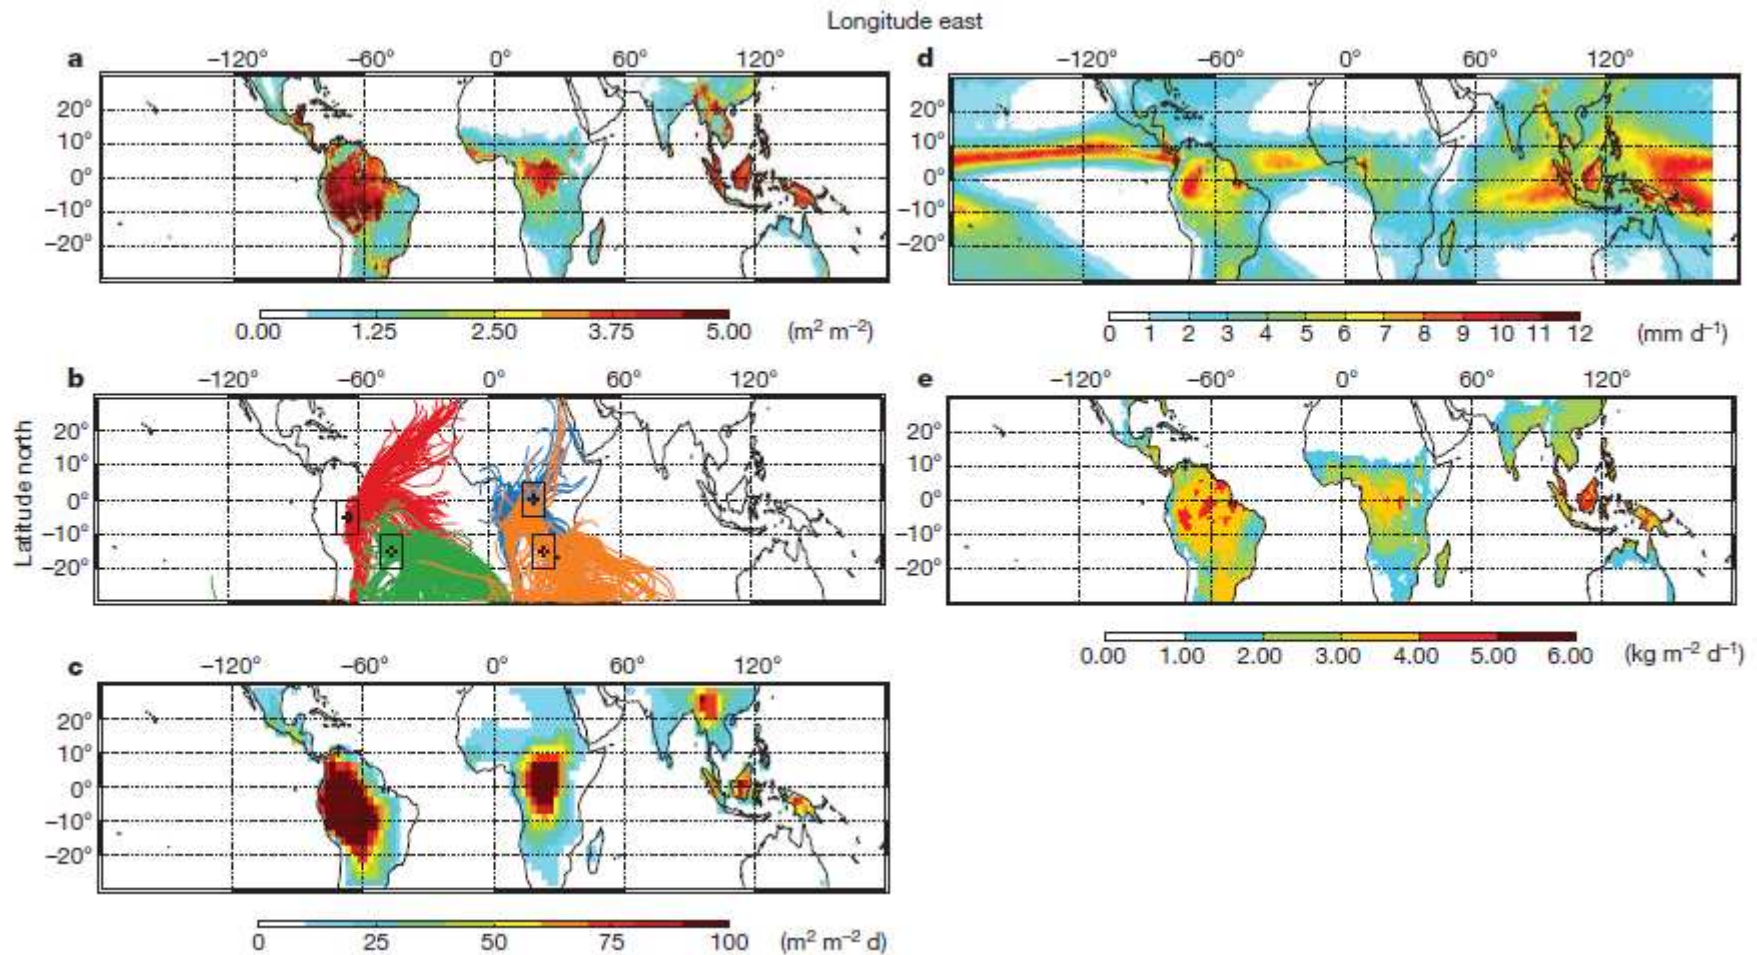 Longitude east
a
−120° −60° 0° 60° 120°
20°
10°
0°
−10°
−20°
0.00 1.25 2.50 3.75 5.00 (m² m⁻²)
b
−120° −60° 0° 60° 120°
Latitude north
20°
10°
0°
−10°
−20°
c
−120° −60° 0° 60° 120°
20°
10°
0°
−10°
−20°
0 25 50 75 100 (m² m⁻² d)
d
−120° −60° 0° 60° 120°
20°
10°
0°
−10°
−20°
0 1 2 3 4 5 6 7 8 9 10 11 12 (mm d⁻¹)
e
−120° −60° 0° 60° 120°
20°
10°
0°
−10°
−20°
0.00 1.00 2.00 3.00 4.00 5.00 6.00 (kg m⁻² d⁻¹)